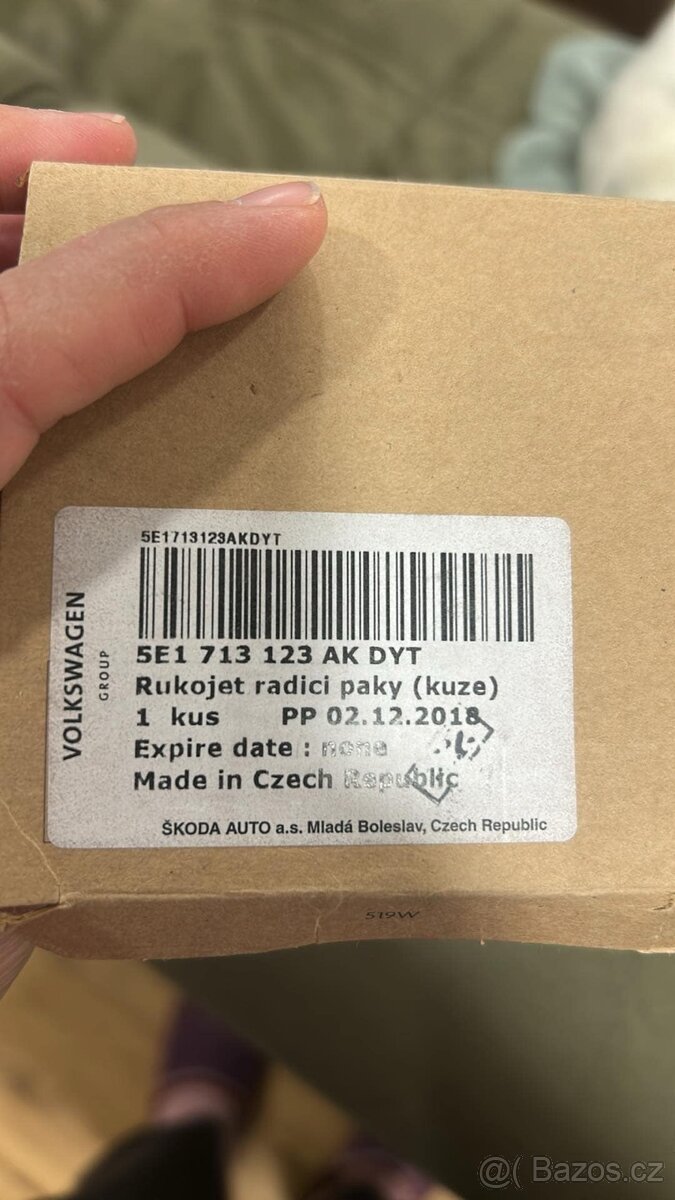 5E1713123AKDYT
VOLKSWAGEN
GROUP
5E1 713 123 AK DYT
Rukojet radici paky (kuze)
1 kus PP 02.12.2018
Expire date : none
Made in Czech Republic
ŠKODA AUTO a.s. Mladá Boleslav, Czech Republic
519W
@( Bazos.cz